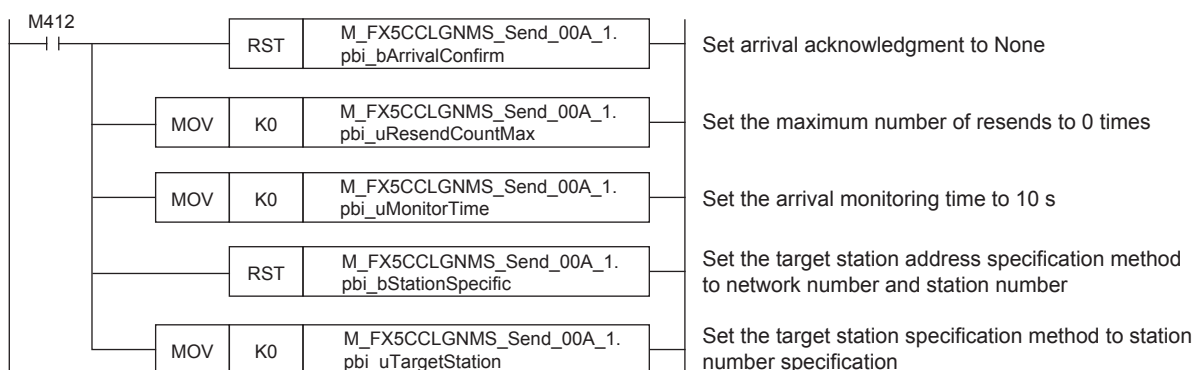 M412
RST
M_FX5CCLGNMS_Send_00A_1.
pbi_bArrivalConfirm
Set arrival acknowledgment to None
MOV
K0
M_FX5CCLGNMS_Send_00A_1.
pbi_uResendCountMax
Set the maximum number of resends to 0 times
MOV
K0
M_FX5CCLGNMS_Send_00A_1.
pbi_uMonitorTime
Set the arrival monitoring time to 10 s
RST
M_FX5CCLGNMS_Send_00A_1.
pbi_bStationSpecific
Set the target station address specification method
to network number and station number
MOV
K0
M_FX5CCLGNMS_Send_00A_1.
pbi_uTargetStation
Set the target station specification method to station
number specification